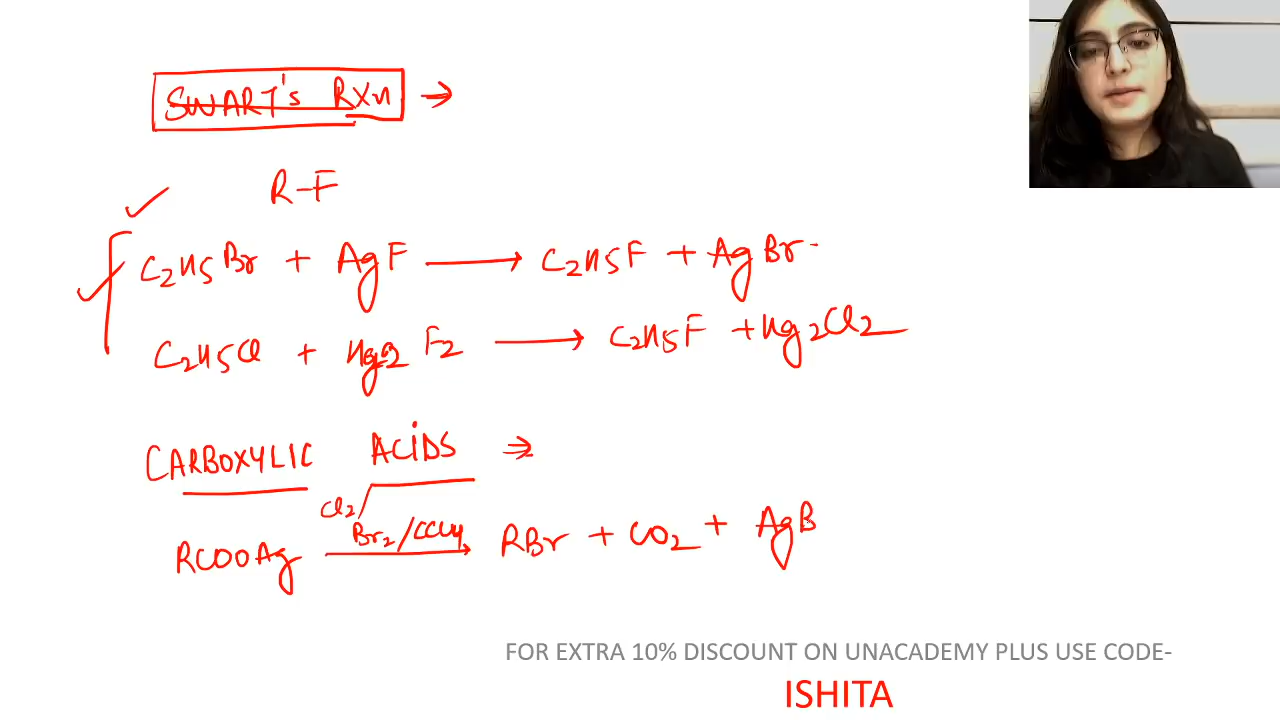 SWART's RXn →
R-F
C2H5Br + AgF → C2H5F + AgBr
C2H5Cl + Hg2F2 → C2H5F + Hg2Cl2
CARBOXYLIC ACIDS ⇒
Cl2/
Br2/CCl4
RCOOAg → RBr + CO2 + AgB
FOR EXTRA 10% DISCOUNT ON UNACADEMY PLUS USE CODE-
ISHITA